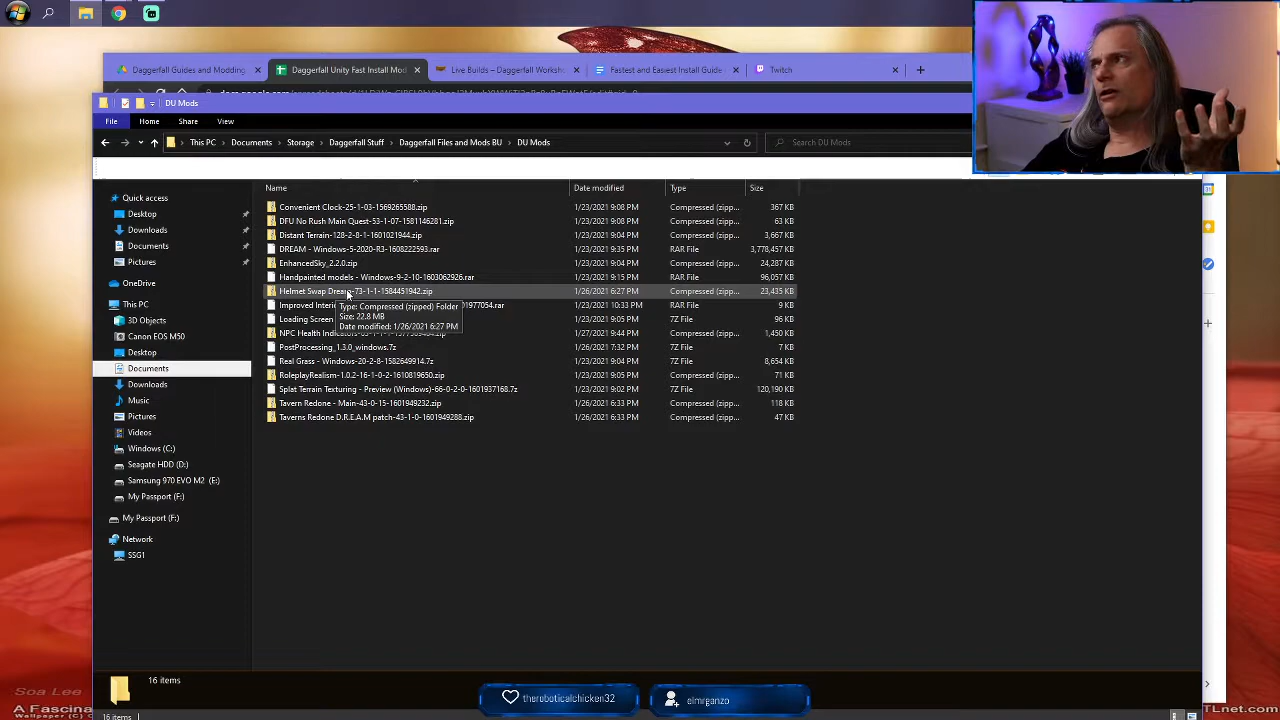 Daggerfall Guides and Modding
Daggerfall Unity Fast Install Mod
Live Builds – Daggerfall Worksh
Fastest and Easiest Install Guide
Twitch
DU Mods
File
Home
Share
View
This PC
Documents
Storage
Daggerfall Stuff
Daggerfall Files and Mods BU
DU Mods
Search DU Mods
Name
Date modified
Type
Size
Quick access
Desktop
Downloads
Documents
Pictures
OneDrive
This PC
3D Objects
Canon EOS M50
Desktop
Documents
Downloads
Music
Pictures
Videos
Windows (C:)
Seagate HDD (D:)
Samsung 970 EVO M2 (E:)
My Passport (F:)
My Passport (F:)
Network
SSG1
Convenient Clock-25-1-03-1569265588.zip 1/23/2021 9:08 PM Compressed (zipp... 367 KB
DFU No Rush Main Quest-53-1-07-1581146281.zip 1/23/2021 9:08 PM Compressed (zipp... 63 KB
Distant Terrain-128-2-8-1-1601021944.zip 1/23/2021 9:04 PM Compressed (zipp... 3,667 KB
DREAM - Windows-5-2020-R3-1608222593.rar 1/23/2021 9:35 PM RAR File 3,778,457 KB
EnhancedSky_2.2.0.zip 1/23/2021 9:04 PM Compressed (zipp... 24,287 KB
Handpainted models - Windows-9-2-10-1603062926.rar 1/23/2021 9:15 PM RAR File 96,057 KB
Helmet Swap Dream-73-1-1-1584451942.zip 1/26/2021 6:27 PM Compressed (zipp... 23,435 KB
Improved Interi 1977054.rar 1/23/2021 10:33 PM RAR File 9 KB
Type: Compressed (zipped) Folder
Size: 22.8 MB
Date modified: 1/26/2021 6:27 PM
Loading Screen 1/23/2021 9:05 PM 7Z File 96 KB
NPC Health Indicators 1/27/2021 9:44 PM Compressed (zipp... 1,450 KB
PostProcessing_1.3.0_windows.7z 1/26/2021 7:32 PM 7Z File 7 KB
Real Grass - Windows-20-2-8-1582649914.7z 1/23/2021 9:04 PM 7Z File 8,654 KB
RoleplayRealism-1.0.2-16-1-0-2-1610819650.zip 1/23/2021 9:08 PM Compressed (zipp... 71 KB
Splat Terrain Texturing - Preview (Windows)-66-0-2-0-1601937168.7z 1/23/2021 9:04 PM 7Z File 120,190 KB
Tavern Redone - Main-43-0-15-1601949232.zip 1/26/2021 6:33 PM Compressed (zipp... 118 KB
Taverns Redone D.R.E.A.M patch-43-1-0-1601949288.zip 1/26/2021 6:33 PM Compressed (zipp... 47 KB
16 items
theroboticalchicken32
elmrganzo
16 items
Soa Lee
A Fascina
Wallpaper (C)
TLnet.com